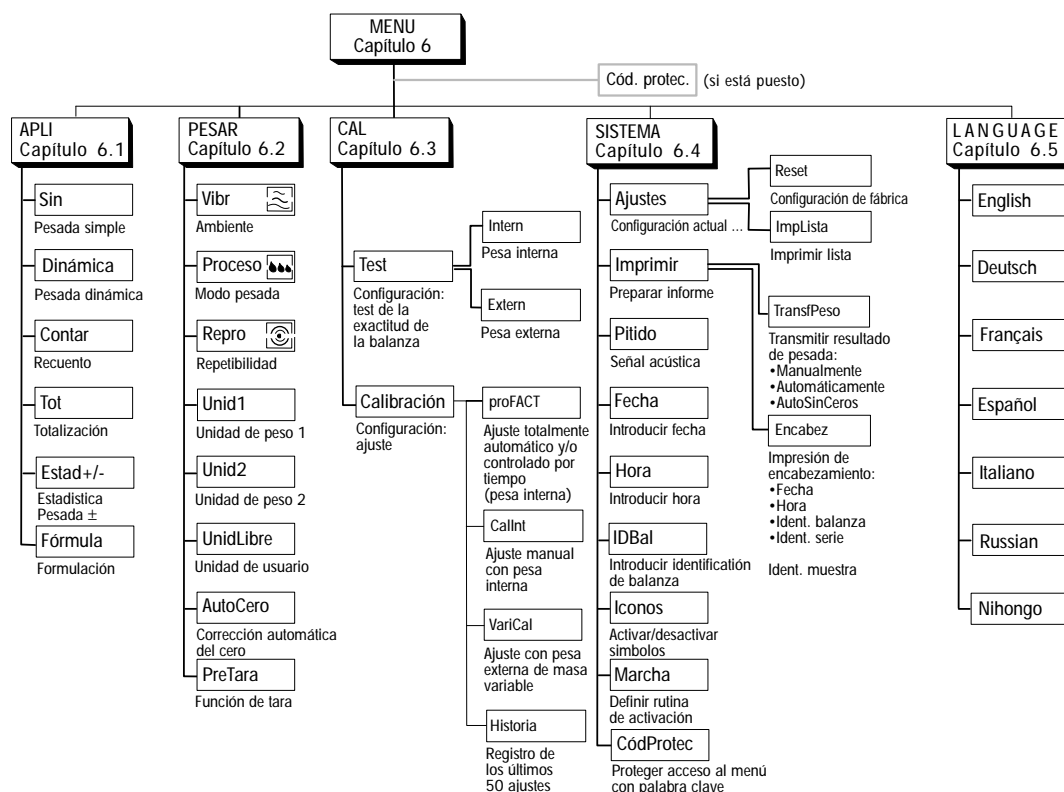 MENU
Capítulo 6
Cód. protec.
(si está puesto)
APLI
Capítulo 6.1
Sin
Pesada simple
Dinámica
Pesada dinámica
Contar
Recuento
Tot
Totalización
Estad+/-
Estadistica
Pesada ±
Fórmula
Formulación
PESAR
Capítulo 6.2
Vibr
Ambiente
Proceso
Modo pesada
Repro
Repetibilidad
Unid1
Unidad de peso 1
Unid2
Unidad de peso 2
UnidLibre
Unidad de usuario
AutoCero
Corrección automática
del cero
PreTara
Función de tara
CAL
Capítulo 6.3
Test
Configuración:
test de la
exactitud de
la balanza
Intern
Pesa interna
Extern
Pesa externa
Calibración
Configuración:
ajuste
proFACT
Ajuste totalmente
automático y/o
controlado por
tiempo
(pesa interna)
CalInt
Ajuste manual
con pesa
interna
VariCal
Ajuste con pesa
externa de masa
variable
Historia
Registro de
los últimos
50 ajustes
SISTEMA
Capítulo 6.4
Ajustes
Configuración actual ...
Reset
Configuración de fábrica
ImpLista
Imprimir lista
Imprimir
Preparar informe
TransfPeso
Transmitir resultado
de pesada:
•Manualmente
•Automáticamente
•AutoSinCeros
Encabez
Impresión de
encabezamiento:
•Fecha
•Hora
•Ident. balanza
•Ident. serie
Ident. muestra
Pitido
Señal acústica
Fecha
Introducir fecha
Hora
Introducir hora
IDBal
Introducir identificatión
de balanza
Iconos
Activar/desactivar
simbolos
Marcha
Definir rutina
de activación
CódProtec
Proteger acceso al menú
con palabra clave
LANGUAGE
Capítulo 6.5
English
Deutsch
Français
Español
Italiano
Russian
Nihongo